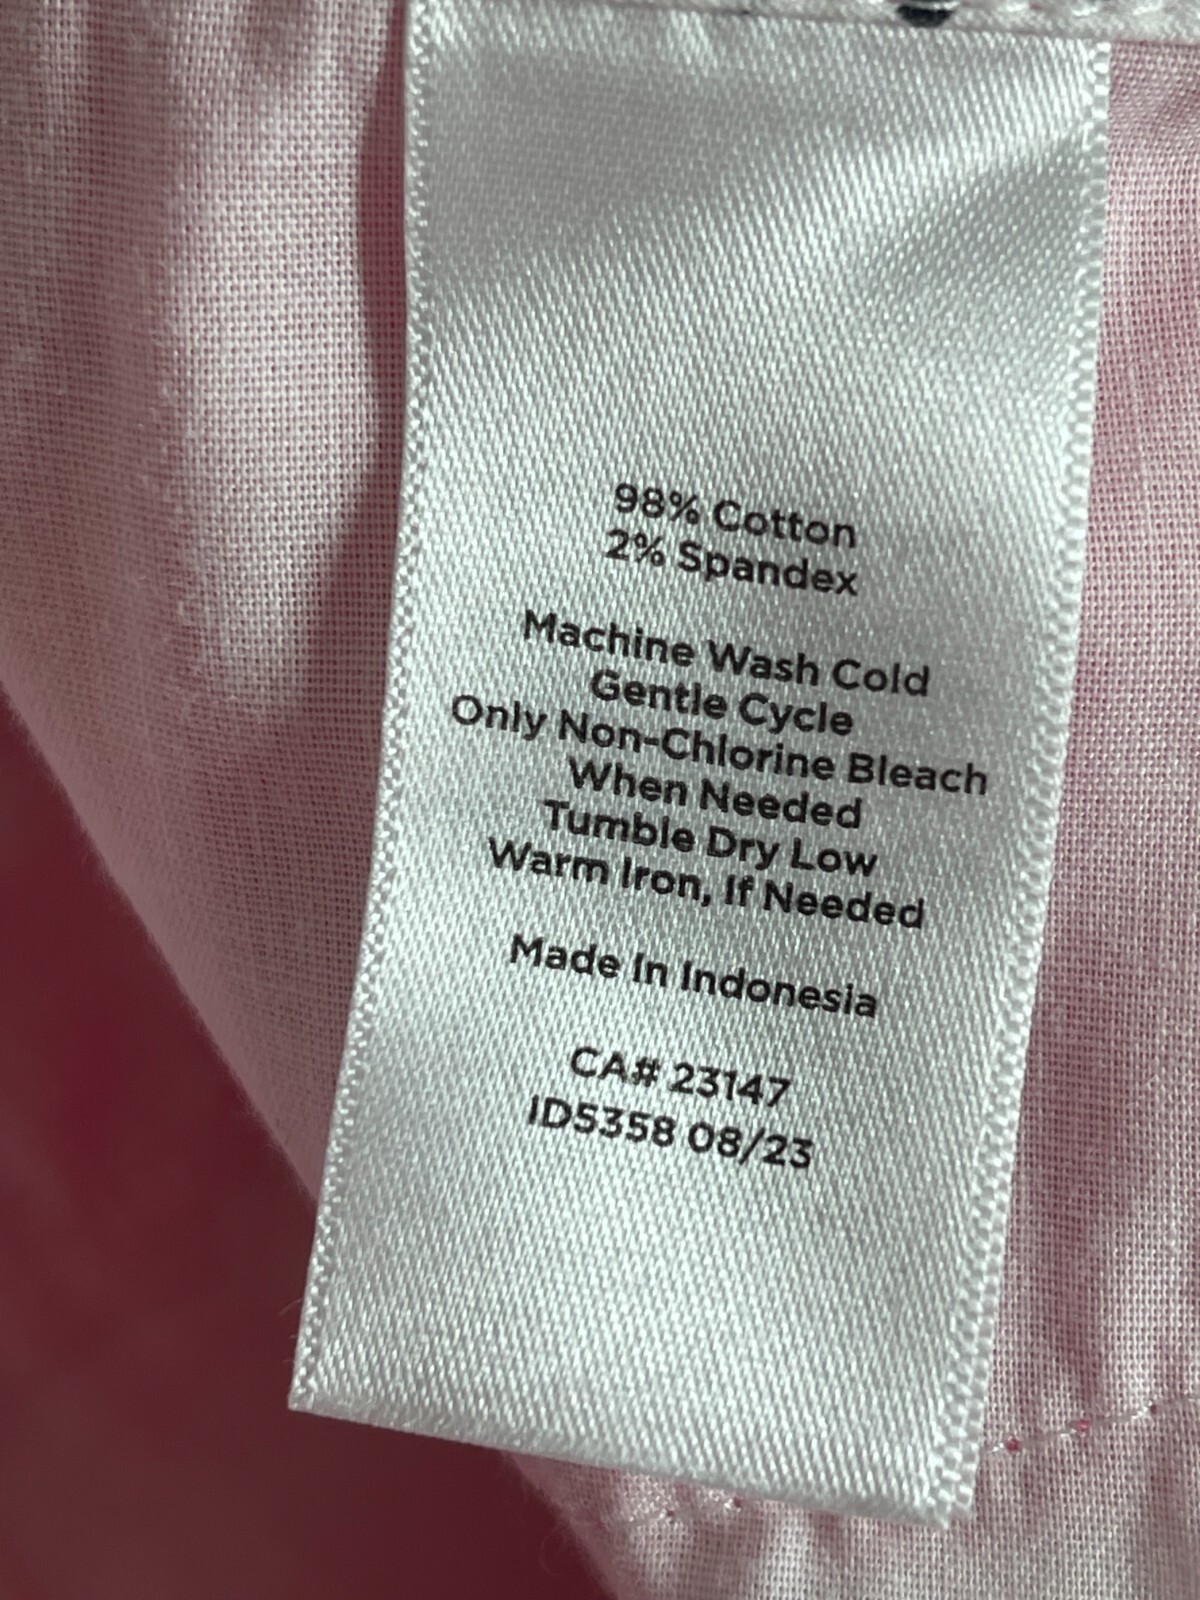 98% Cotton
2% Spandex
Machine Wash Cold
Gentle Cycle
Only Non-Chlorine Bleach
When Needed
Tumble Dry Low
Warm Iron, If Needed
Made In Indonesia
CA# 23147
ID5358 08/23